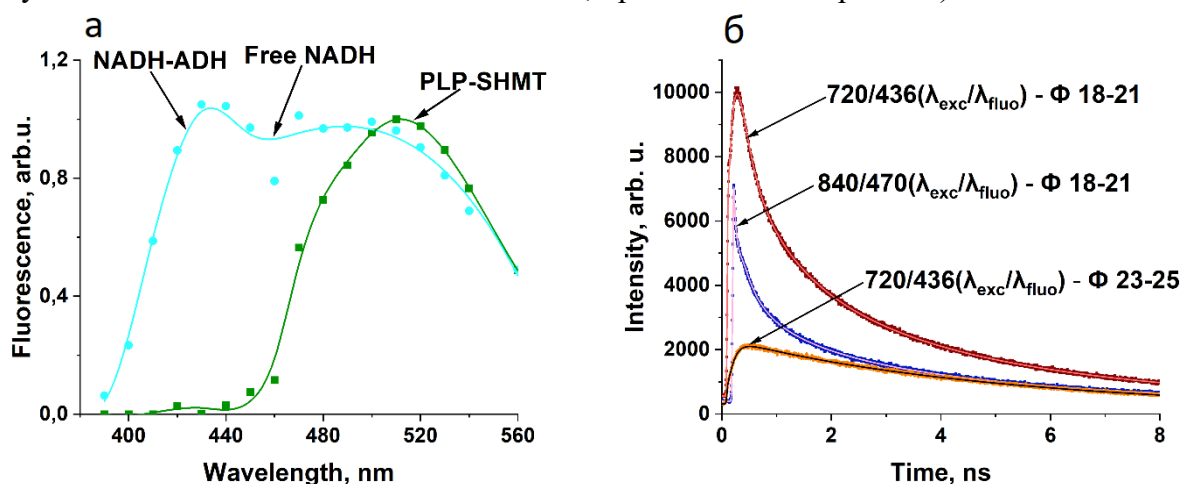 а
1,2
0,8
0,4
0,0
Fluorescence, arb.u.
NADH-ADH
Free NADH
PLP-SHMT
400
440
480
520
560
Wavelength, nm
б
10000
8000
6000
4000
2000
0
Intensity, arb. u.
720/436(λexc/λfluo) - Ф 18-21
840/470(λexc/λfluo) - Ф 18-21
720/436(λexc/λfluo) - Ф 23-25
0
2
4
6
8
Time, ns